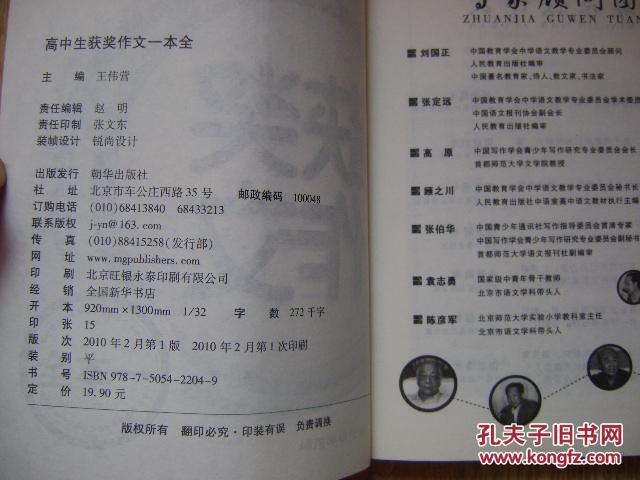 高中生获奖作文一本全
主 编 王伟营
责任编辑 赵 明
责任印制 张文东
装帧设计 锐尚设计
出版发行 朝华出版社
社 址 北京市车公庄西路 35 号 邮政编码 100048
订购电话 (010)68413840 68433213
联系版权 j-yn@163.com
传 真 (010)88415258(发行部)
网 址 www.mgpublishers.com
印 刷 北京旺银永泰印刷有限公司
经 销 全国新华书店
开 本 920mm×1300mm 1/32 字 数 272千字
印 张 15
版 次 2010 年 2 月第 1 版 2010 年 2 月第 1 次印刷
装 别 平
书 号 ISBN 978-7-5054-2204-9
定 价 19.90 元
版权所有 翻印必究·印装有误 负责调换
专家顾问团
ZHUANJIA GUWEN TUAN
刘国正 中国教育学会中学语文教学专业委员会顾问
人民教育出版社编审
中国著名教育家、诗人、散文家、书法家
张定远 中国教育学会中学语文教学专业委员会学术委员
中国语文报刊协会副会长
人民教育出版社编审
高 原 中国写作学会青少年写作研究专业委员会会长
首都师范大学文学院教授
顾之川 中国教育学会中学语文教学专业委员会秘书长
人民教育出版社中语室高中语文教材执行主编
张伯华 中国青少年通讯社写作指导委员会首席专家
中国写作学会青少年写作研究专业委员会副秘书
首都师范大学语文报刊社副编审
袁志勇 国家级中青年骨干教师
北京市语文学科带头人
陈彦军 北京师范大学实验小学教科室主任
北京市语文学科带头人
孔夫子旧书网
www.kongfz.com